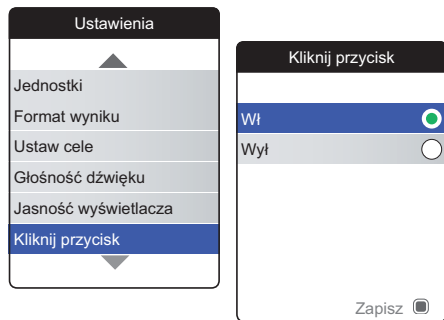 Ustawienia
Jednostki
Format wyniku
Ustaw cele
Głośność dźwięku
Jasność wyświetlacza
Kliknij przycisk
Kliknij przycisk
Wł
Wył
Zapisz